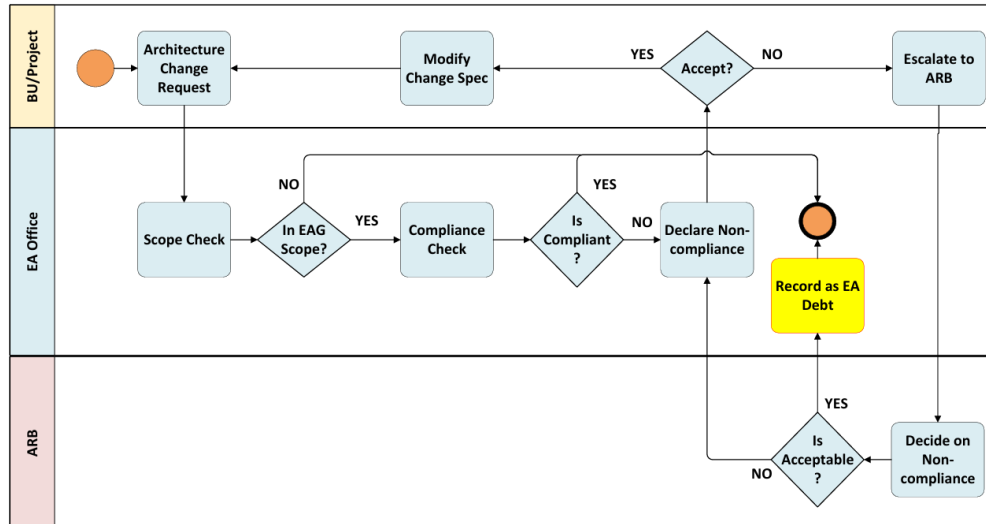 BU/Project
Architecture
Change
Request
Modify
Change Spec
YES
Accept?
NO
Escalate to
ARB
EA Office
Scope Check
NO
In EAG
Scope?
YES
Compliance
Check
YES
Is
Compliant
?
NO
Declare Non-
compliance
Record as EA
Debt
ARB
YES
Is
Acceptable
?
NO
Decide on
Non-
compliance